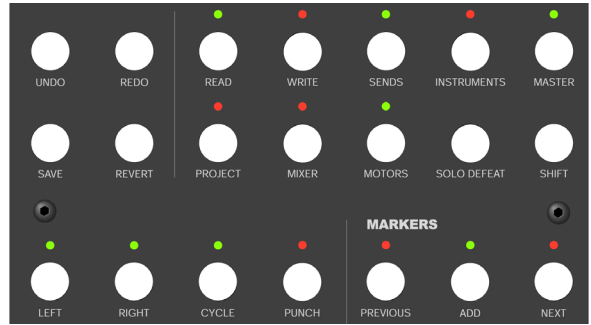 UNDO REDO READ WRITE SENDS INSTRUMENTS MASTER
SAVE REVERT PROJECT MIXER MOTORS SOLO DEFEAT SHIFT
MARKERS
LEFT RIGHT CYCLE PUNCH PREVIOUS ADD NEXT